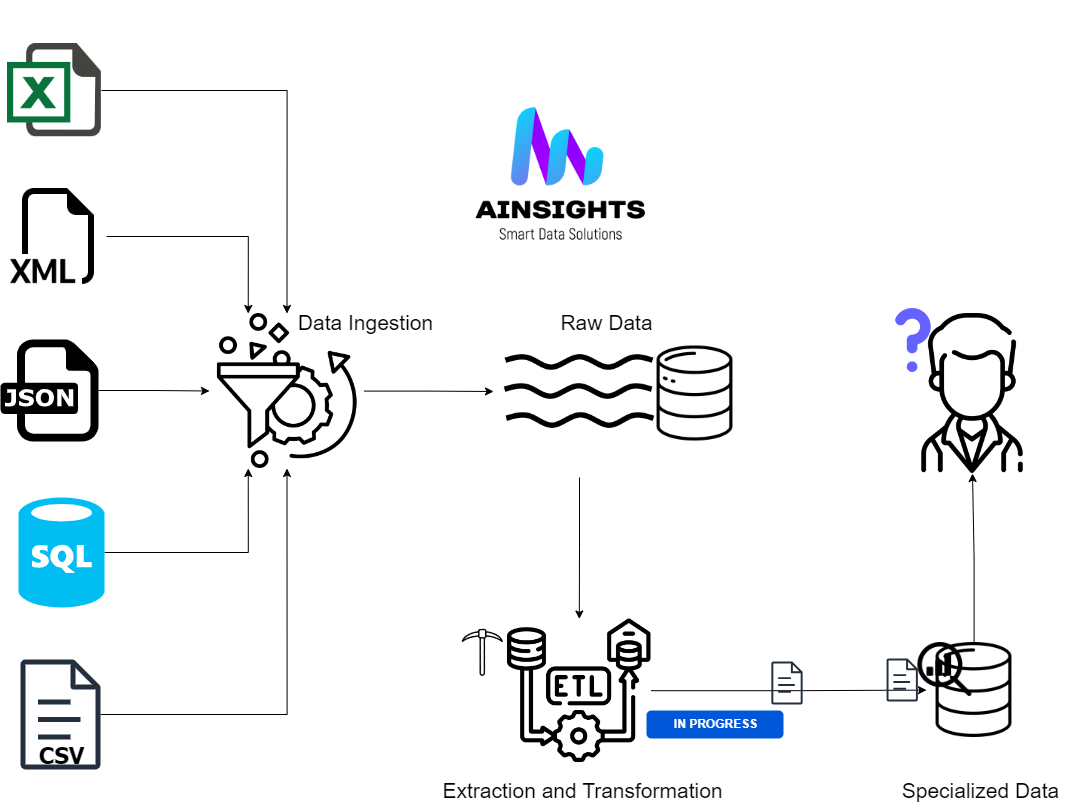 AINSIGHTS
Smart Data Solutions
XML
Data Ingestion
Raw Data
?
JSON
SQL
ETL
IN PROGRESS
CSV
Extraction and Transformation
Specialized Data
X